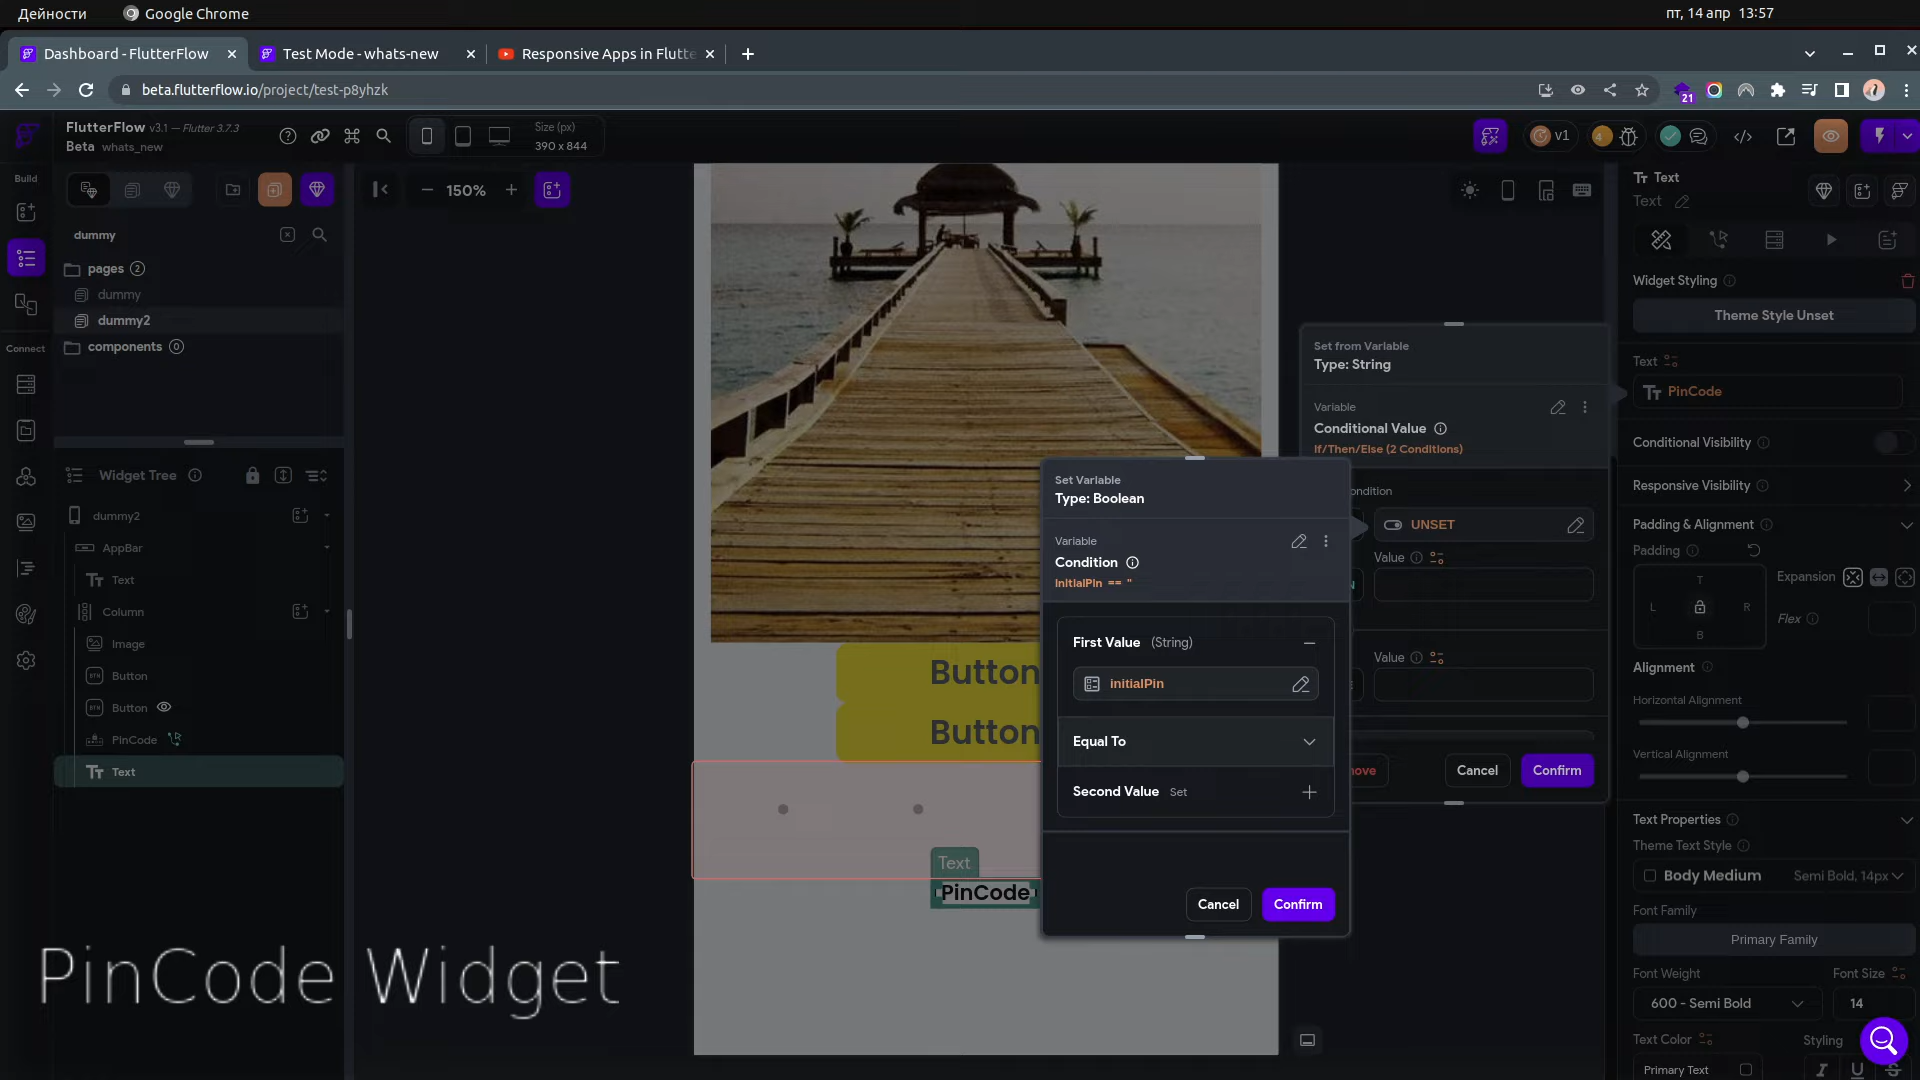 Дейности
Google Chrome
пт, 14 апр 13:57
Dashboard - FlutterFlow
Test Mode - whats-new
Responsive Apps in Flutte
beta.flutterflow.io/project/test-p8yhzk
21
FlutterFlow v3.1 — Flutter 3.7.3
Beta whats_new
Size (px)
390 x 844
v1
4
Build
Connect
150%
dummy
pages 2
dummy
dummy2
components 0
Widget Tree
dummy2
AppBar
Text
Column
Image
Button
Button
PinCode
Text
Button
Button
Text
PinCode
PinCode Widget
Set from Variable
Type: String
Variable
Conditional Value
If/Then/Else (2 Conditions)
ondition
UNSET
Value
N
Value
E
ove
Cancel
Confirm
Set Variable
Type: Boolean
Variable
Condition
initialPin == ''
First Value (String)
initialPin
Equal To
Second Value Set
Cancel
Confirm
Text
Text
Widget Styling
Theme Style Unset
Text
PinCode
Conditional Visibility
Responsive Visibility
Padding & Alignment
Padding
Expansion
T
L R
B
Flex
Alignment
Horizontal Alignment
Vertical Alignment
Text Properties
Theme Text Style
Body Medium Semi Bold, 14px
Font Family
Primary Family
Font Weight Font Size
600 - Semi Bold 14
Text Color Styling
Primary Text I U S